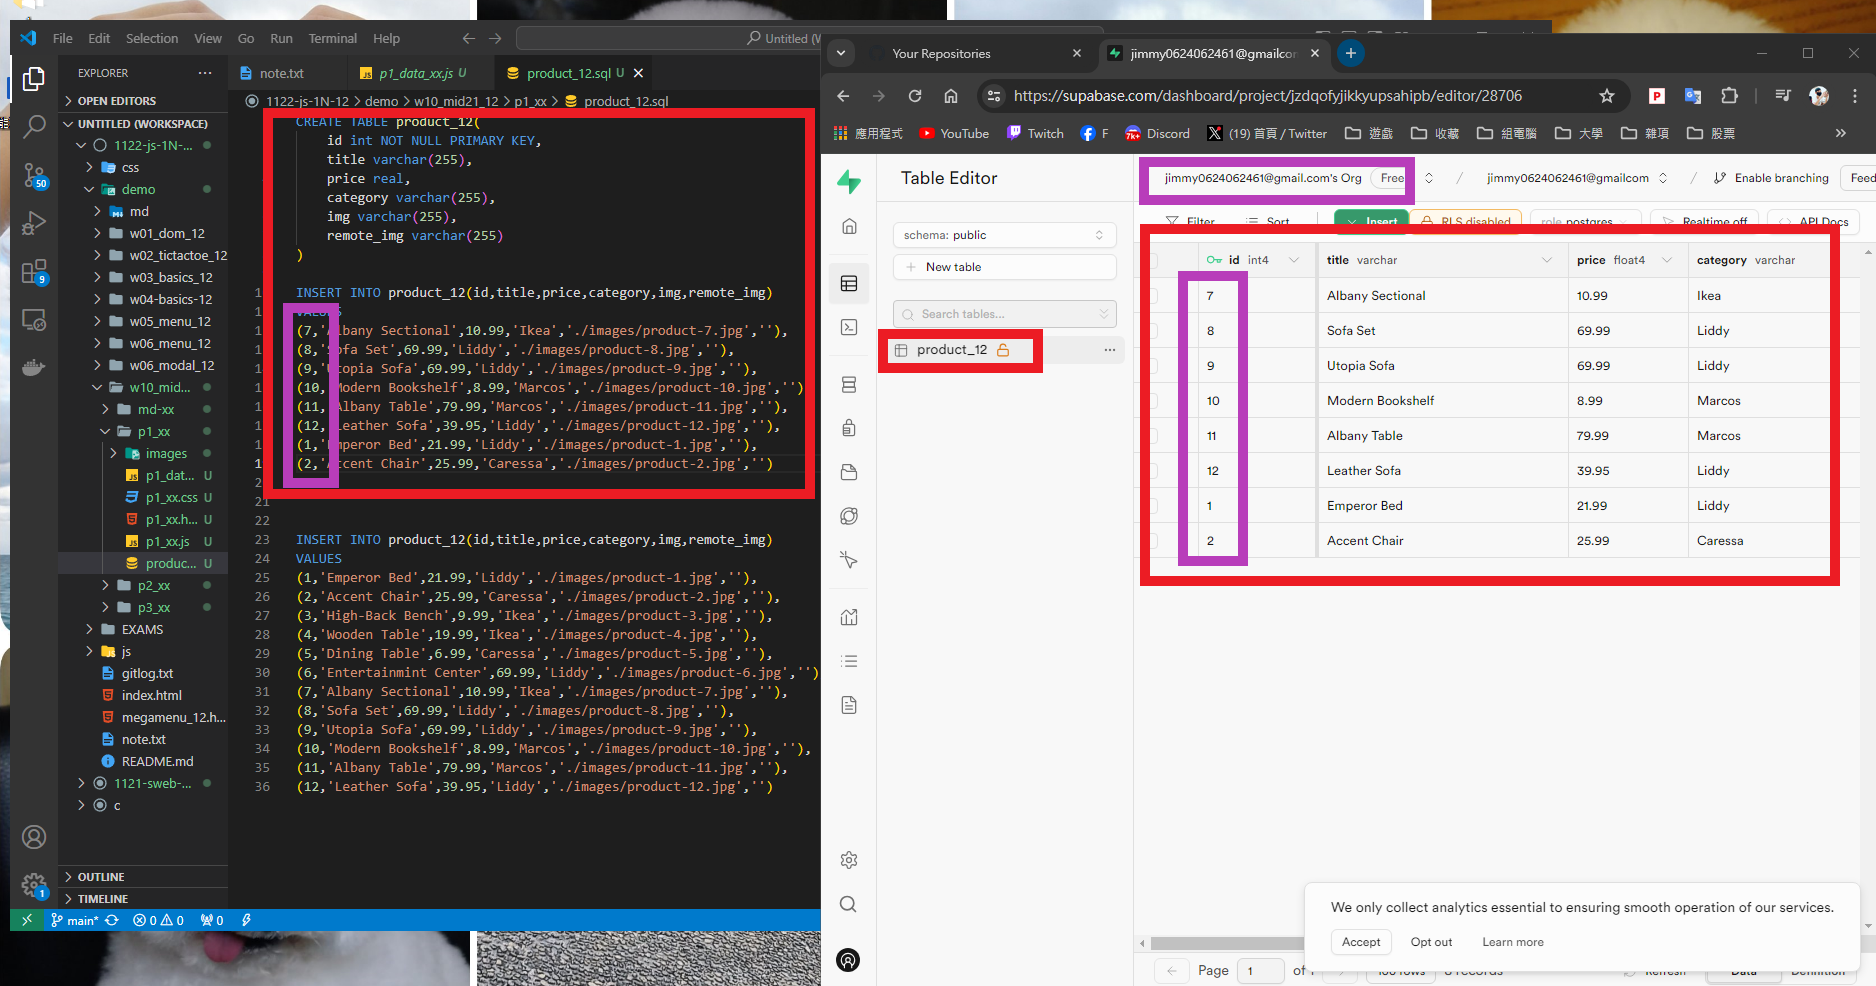 File Edit Selection View Go Run Terminal Help
Untitled (W
EXPLORER
OPEN EDITORS
UNTITLED (WORKSPACE)
1122-js-1N-...
css
demo
md
w01_dom_12
w02_tictactoe_12
w03_basics_12
w04-basics-12
w05_menu_12
w06_menu_12
w06_modal_12
w10_mid...
md-xx
p1_xx
images
p1_dat... U
p1_xx.css U
p1_xx.h... U
p1_xx.js U
produc... U
p2_xx
p3_xx
EXAMS
js
gitlog.txt
index.html
megamenu_12.h...
note.txt
README.md
1121-sweb-...
c
OUTLINE
TIMELINE
50
9
1
main* 0 0 0
note.txt
p1_data_xx.js U
product_12.sql U
1122-js-1N-12 > demo > w10_mid21_12 > p1_xx > product_12.sql
CREATE TABLE product_12(
id int NOT NULL PRIMARY KEY,
title varchar(255),
price real,
category varchar(255),
img varchar(255),
remote_img varchar(255)
)
INSERT INTO product_12(id,title,price,category,img,remote_img)
VALUES
(7,'Albany Sectional',10.99,'Ikea','./images/product-7.jpg',''),
(8,'Sofa Set',69.99,'Liddy','./images/product-8.jpg',''),
(9,'Utopia Sofa',69.99,'Liddy','./images/product-9.jpg',''),
(10,'Modern Bookshelf',8.99,'Marcos','./images/product-10.jpg','')
(11,'Albany Table',79.99,'Marcos','./images/product-11.jpg',''),
(12,'Leather Sofa',39.95,'Liddy','./images/product-12.jpg',''),
(1,'Emperor Bed',21.99,'Liddy','./images/product-1.jpg',''),
(2,'Accent Chair',25.99,'Caressa','./images/product-2.jpg','')
21
22
23 INSERT INTO product_12(id,title,price,category,img,remote_img)
24 VALUES
25 (1,'Emperor Bed',21.99,'Liddy','./images/product-1.jpg',''),
26 (2,'Accent Chair',25.99,'Caressa','./images/product-2.jpg',''),
27 (3,'High-Back Bench',9.99,'Ikea','./images/product-3.jpg',''),
28 (4,'Wooden Table',19.99,'Ikea','./images/product-4.jpg',''),
29 (5,'Dining Table',6.99,'Caressa','./images/product-5.jpg',''),
30 (6,'Entertainmint Center',69.99,'Liddy','./images/product-6.jpg','')
31 (7,'Albany Sectional',10.99,'Ikea','./images/product-7.jpg',''),
32 (8,'Sofa Set',69.99,'Liddy','./images/product-8.jpg',''),
33 (9,'Utopia Sofa',69.99,'Liddy','./images/product-9.jpg',''),
34 (10,'Modern Bookshelf',8.99,'Marcos','./images/product-10.jpg',''),
35 (11,'Albany Table',79.99,'Marcos','./images/product-11.jpg',''),
36 (12,'Leather Sofa',39.95,'Liddy','./images/product-12.jpg','')
Your Repositories
jimmy0624062461@gmailcon
https://supabase.com/dashboard/project/jzdqofyjikkyupsahipb/editor/28706
應用程式 YouTube Twitch F Discord (19) 首頁 / Twitter 遊戲 收藏 組電腦 大學 雜項 股票
Table Editor
schema: public
New table
Search tables...
product_12
jimmy0624062461@gmail.com's Org Free / jimmy0624062461@gmailcom / Enable branching Feed
Filter Sort Insert RLS disabled role postgres Realtime off API Docs
id int4 title varchar price float4 category varchar
7 Albany Sectional 10.99 Ikea
8 Sofa Set 69.99 Liddy
9 Utopia Sofa 69.99 Liddy
10 Modern Bookshelf 8.99 Marcos
11 Albany Table 79.99 Marcos
12 Leather Sofa 39.95 Liddy
1 Emperor Bed 21.99 Liddy
2 Accent Chair 25.99 Caressa
We only collect analytics essential to ensuring smooth operation of our services.
Accept Opt out Learn more
Page 1 of 1 100 rows 8 records Refresh Data Definition